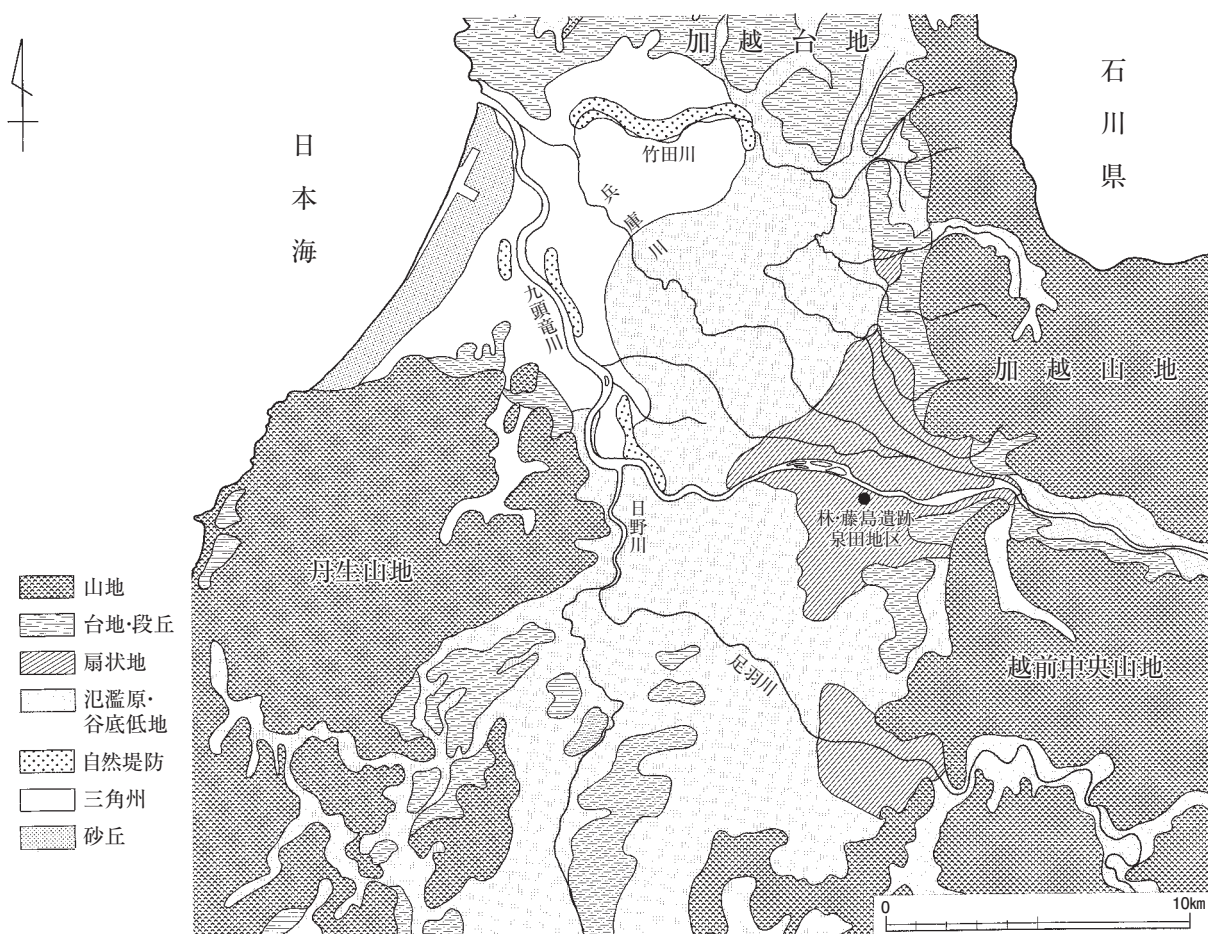 加越台地
石川県
日本海
竹田川
兵庫川
九頭竜川
加越山地
林・藤島遺跡
泉田地区
日野川
丹生山地
足羽川
越前中央山地
山地
台地・段丘
扇状地
氾濫原・
谷底低地
自然堤防
三角州
砂丘
0 10km